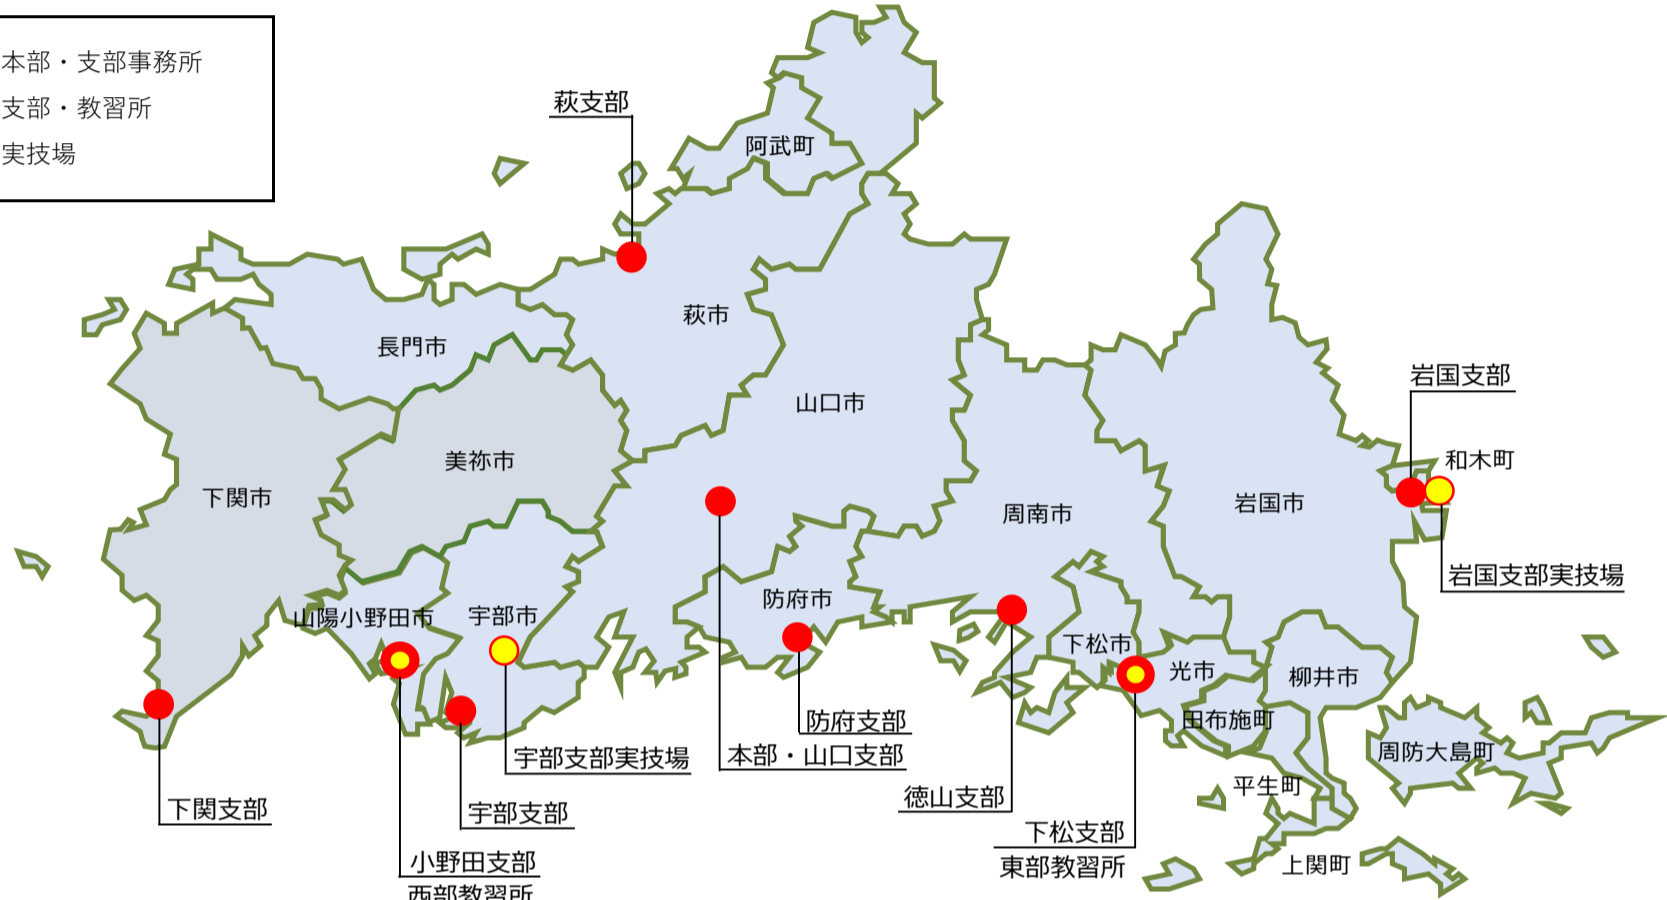 本部・支部事務所
支部・教習所
実技場
萩支部
阿武町
萩市
長門市
山口市
岩国支部
美祢市
和木町
下関市
周南市
岩国市
岩国支部実技場
防府市
山陽小野田市
宇部市
下松市
光市
柳井市
防府支部
田布施町
本部・山口支部
宇部支部実技場
周防大島町
平生町
徳山支部
下関支部
宇部支部
下松支部
東部教習所
小野田支部
西部教習所
上関町